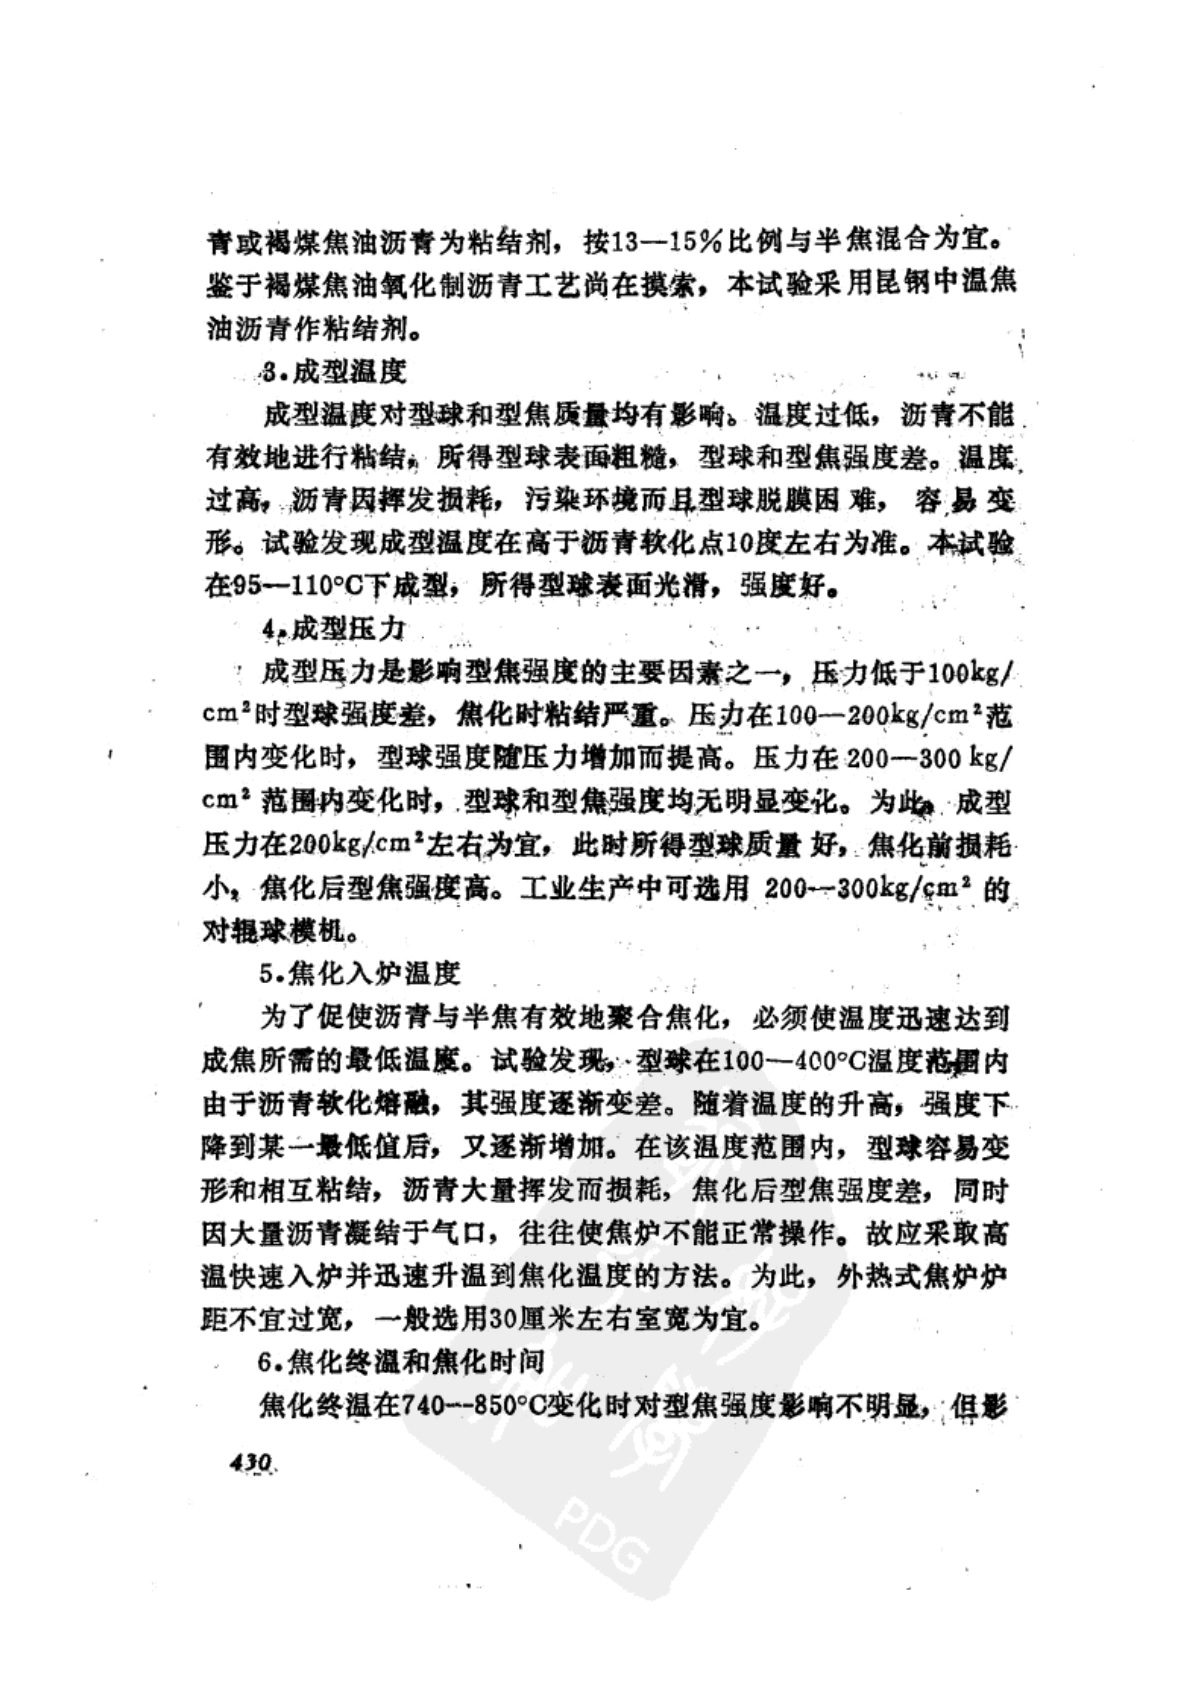 青或褐煤焦油沥青为粘结剂，按13—15%比例与半焦混合为宜。
鉴于褐煤焦油氧化制沥青工艺尚在摸索，本试验采用昆钢中温焦
油沥青作粘结剂。
3.成型温度
成型温度对型球和型焦质量均有影响。温度过低，沥青不能
有效地进行粘结，所得型球表面粗糙，型球和型焦强度差。温度
过高，沥青因挥发损耗，污染环境而且型球脱膜困难，容易变
形。试验发现成型温度在高于沥青软化点10度左右为准。本试验
在95—110°C下成型，所得型球表面光滑，强度好。
4.成型压力
成型压力是影响型焦强度的主要因素之一，压力低于100kg/
cm²时型球强度差，焦化时粘结严重。压力在100—200kg/cm²范
围内变化时，型球强度随压力增加而提高。压力在200—300 kg/
cm² 范围内变化时，型球和型焦强度均无明显变化。为此，成型
压力在200kg/cm²左右为宜，此时所得型球质量好，焦化前损耗
小，焦化后型焦强度高。工业生产中可选用 200—300kg/cm² 的
对辊球模机。
5.焦化入炉温度
为了促使沥青与半焦有效地聚合焦化，必须使温度迅速达到
成焦所需的最低温度。试验发现，型球在100—400°C温度范围内
由于沥青软化熔融，其强度逐渐变差。随着温度的升高，强度下
降到某一最低值后，又逐渐增加。在该温度范围内，型球容易变
形和相互粘结，沥青大量挥发而损耗，焦化后型焦强度差，同时
因大量沥青凝结于气口，往往使焦炉不能正常操作。故应采取高
温快速入炉并迅速升温到焦化温度的方法。为此，外热式焦炉炉
距不宜过宽，一般选用30厘米左右室宽为宜。
6.焦化终温和焦化时间
焦化终温在740—850°C变化时对型焦强度影响不明显，但影
430
PDG